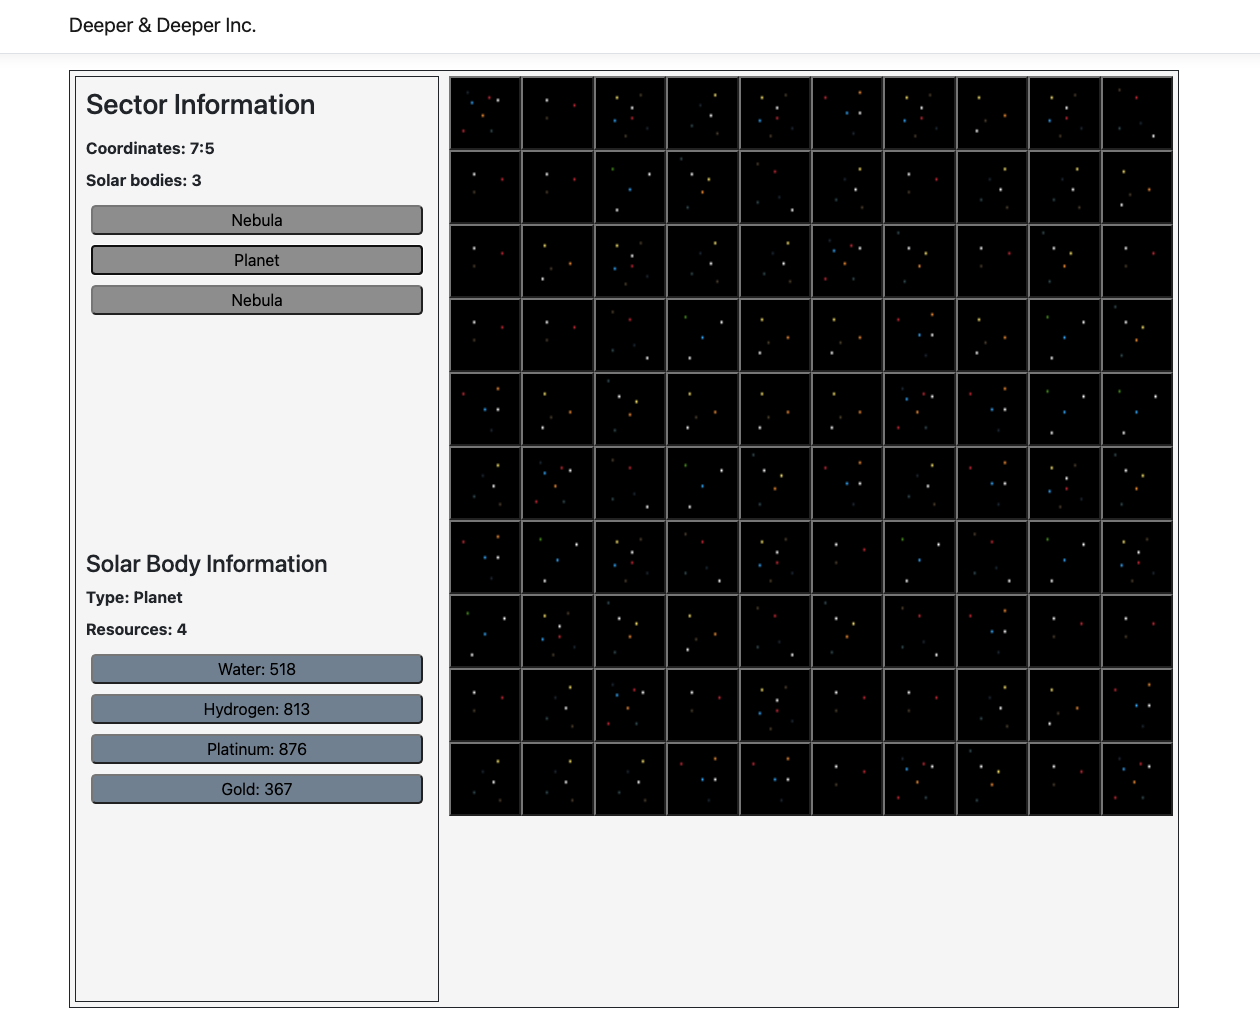 Deeper & Deeper Inc.
Sector Information
Coordinates: 7:5
Solar bodies: 3
Nebula
Planet
Nebula
Solar Body Information
Type: Planet
Resources: 4
Water: 518
Hydrogen: 813
Platinum: 876
Gold: 367